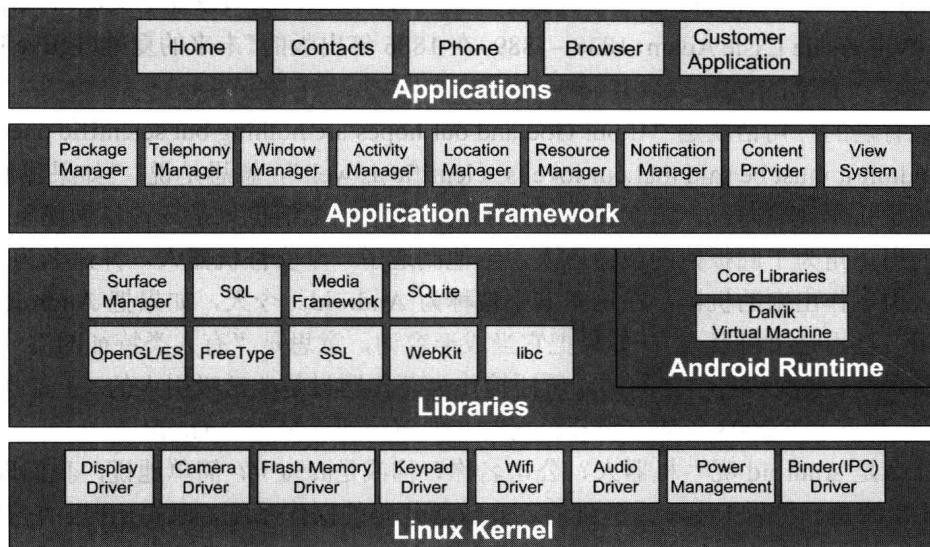 Home
Contacts
Phone
Browser
Customer
Application
Applications
Package
Manager
Telephony
Manager
Window
Manager
Activity
Manager
Location
Manager
Resource
Manager
Notification
Manager
Content
Provider
View
System
Application Framework
Surface
Manager
SQL
Media
Framework
SQLite
OpenGL/ES
FreeType
SSL
WebKit
libc
Libraries
Core Libraries
Dalvik
Virtual Machine
Android Runtime
Display
Driver
Camera
Driver
Flash Memory
Driver
Keypad
Driver
Wifi
Driver
Audio
Driver
Power
Management
Binder(IPC)
Driver
Linux Kernel